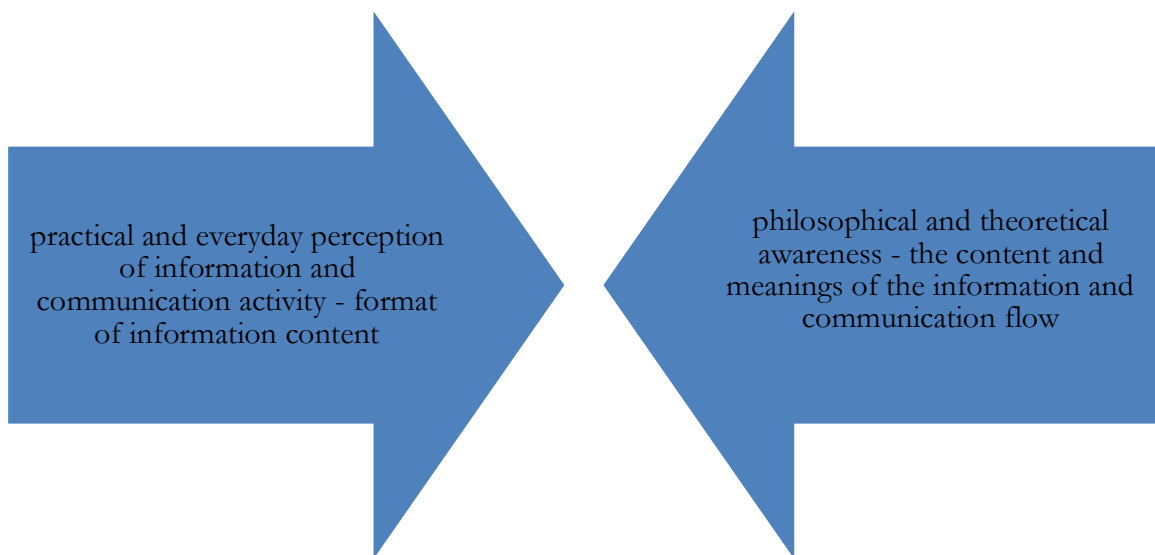 practical and everyday perception
of information and
communication activity - format
of information content
philosophical and theoretical
awareness - the content and
meanings of the information and
communication flow